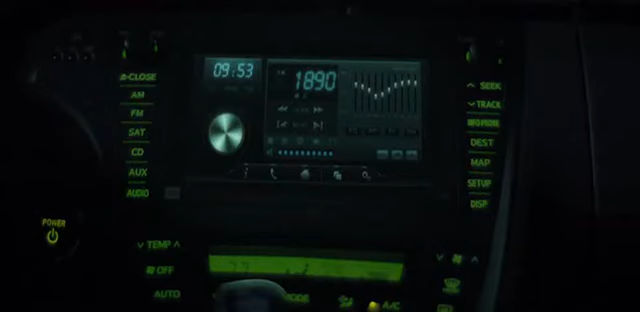 CLOSE
AM
FM
SAT
CD
AUX
AUDIO
09:53
1890
SEEK
TRACK
INFO PHONE
DEST
MAP
SETUP
DISP
POWER
TEMP
OFF
AUTO
MODE
A/C